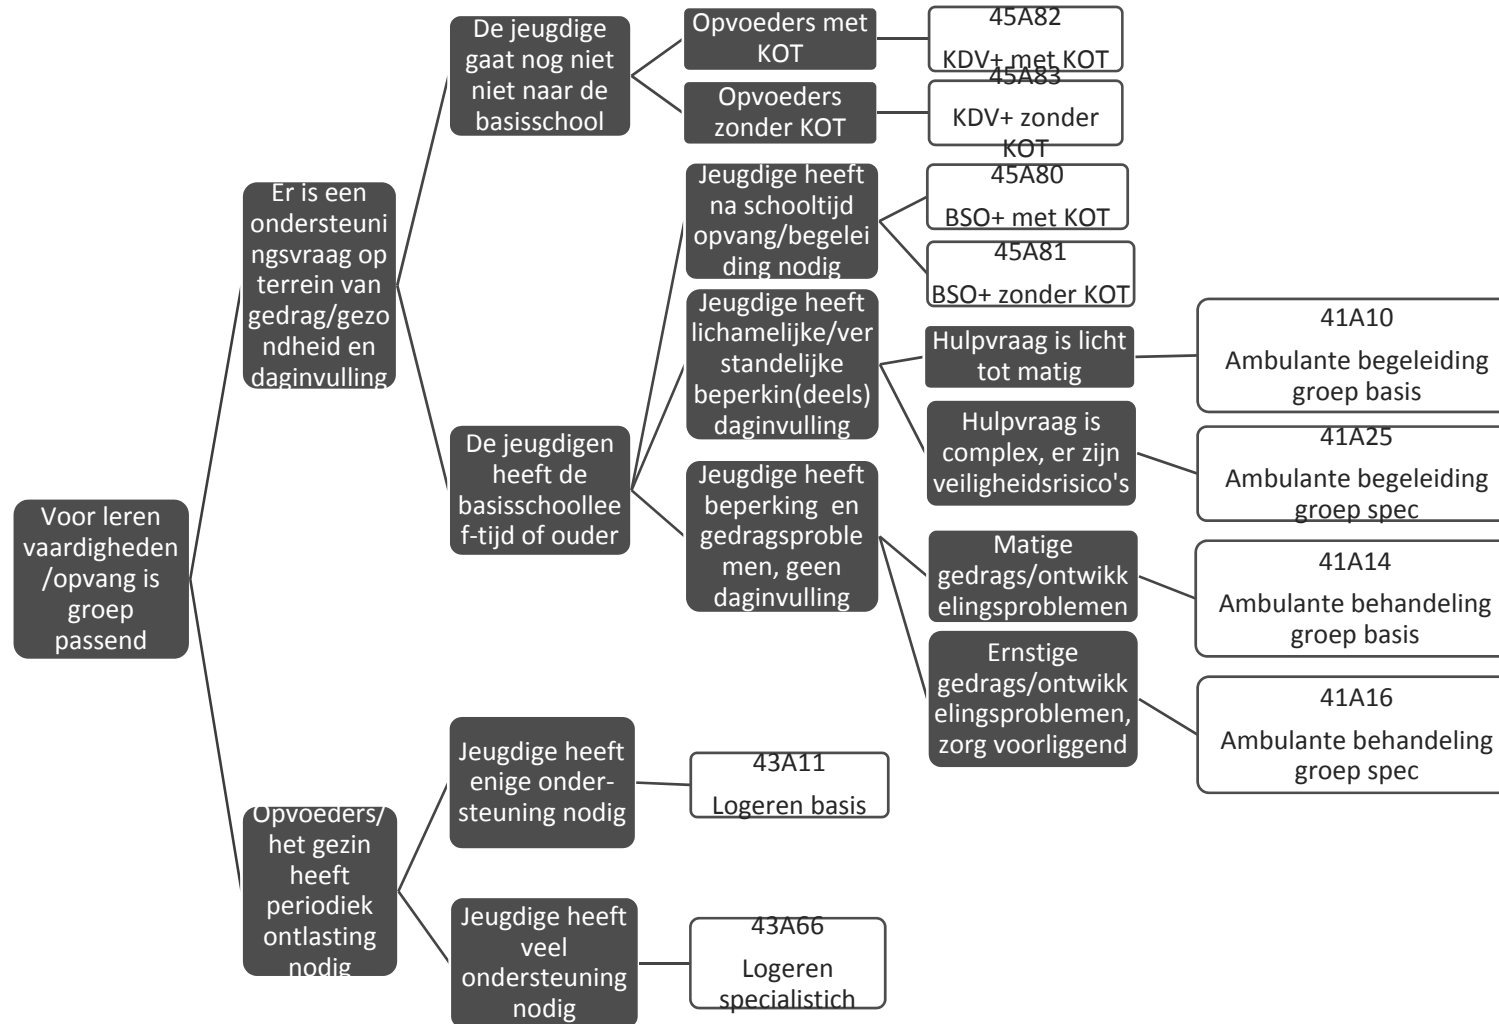 Voor leren
vaardigheden
/opvang is
groep
passend
Er is een
ondersteuni
ngsvraag op
terrein van
gedrag/gezo
ndheid en
daginvulling
De jeugdige
gaat nog niet
niet naar de
basisschool
Opvoeders met
KOT
45A82
KDV+ met KOT
Opvoeders
zonder KOT
45A83
KDV+ zonder
KOT
De jeugdigen
heeft de
basisschoollee
f-tijd of ouder
Jeugdige heeft
na schooltijd
opvang/begelei
ding nodig
45A80
BSO+ met KOT
45A81
BSO+ zonder KOT
Jeugdige heeft
lichamelijke/ver
standelijke
beperkin(deels)
daginvulling
Hulpvraag is licht
tot matig
41A10
Ambulante begeleiding
groep basis
Hulpvraag is
complex, er zijn
veiligheidsrisico's
41A25
Ambulante begeleiding
groep spec
Jeugdige heeft
beperking en
gedragsproble
men, geen
daginvulling
Matige
gedrags/ontwikk
elingsproblemen
41A14
Ambulante behandeling
groep basis
Ernstige
gedrags/ontwikk
elingsproblemen,
zorg voorliggend
41A16
Ambulante behandeling
groep spec
Opvoeders/
het gezin
heeft
periodiek
ontlasting
nodig
Jeugdige heeft
enige onder-
steuning nodig
43A11
Logeren basis
Jeugdige heeft
veel
ondersteuning
nodig
43A66
Logeren
specialistich